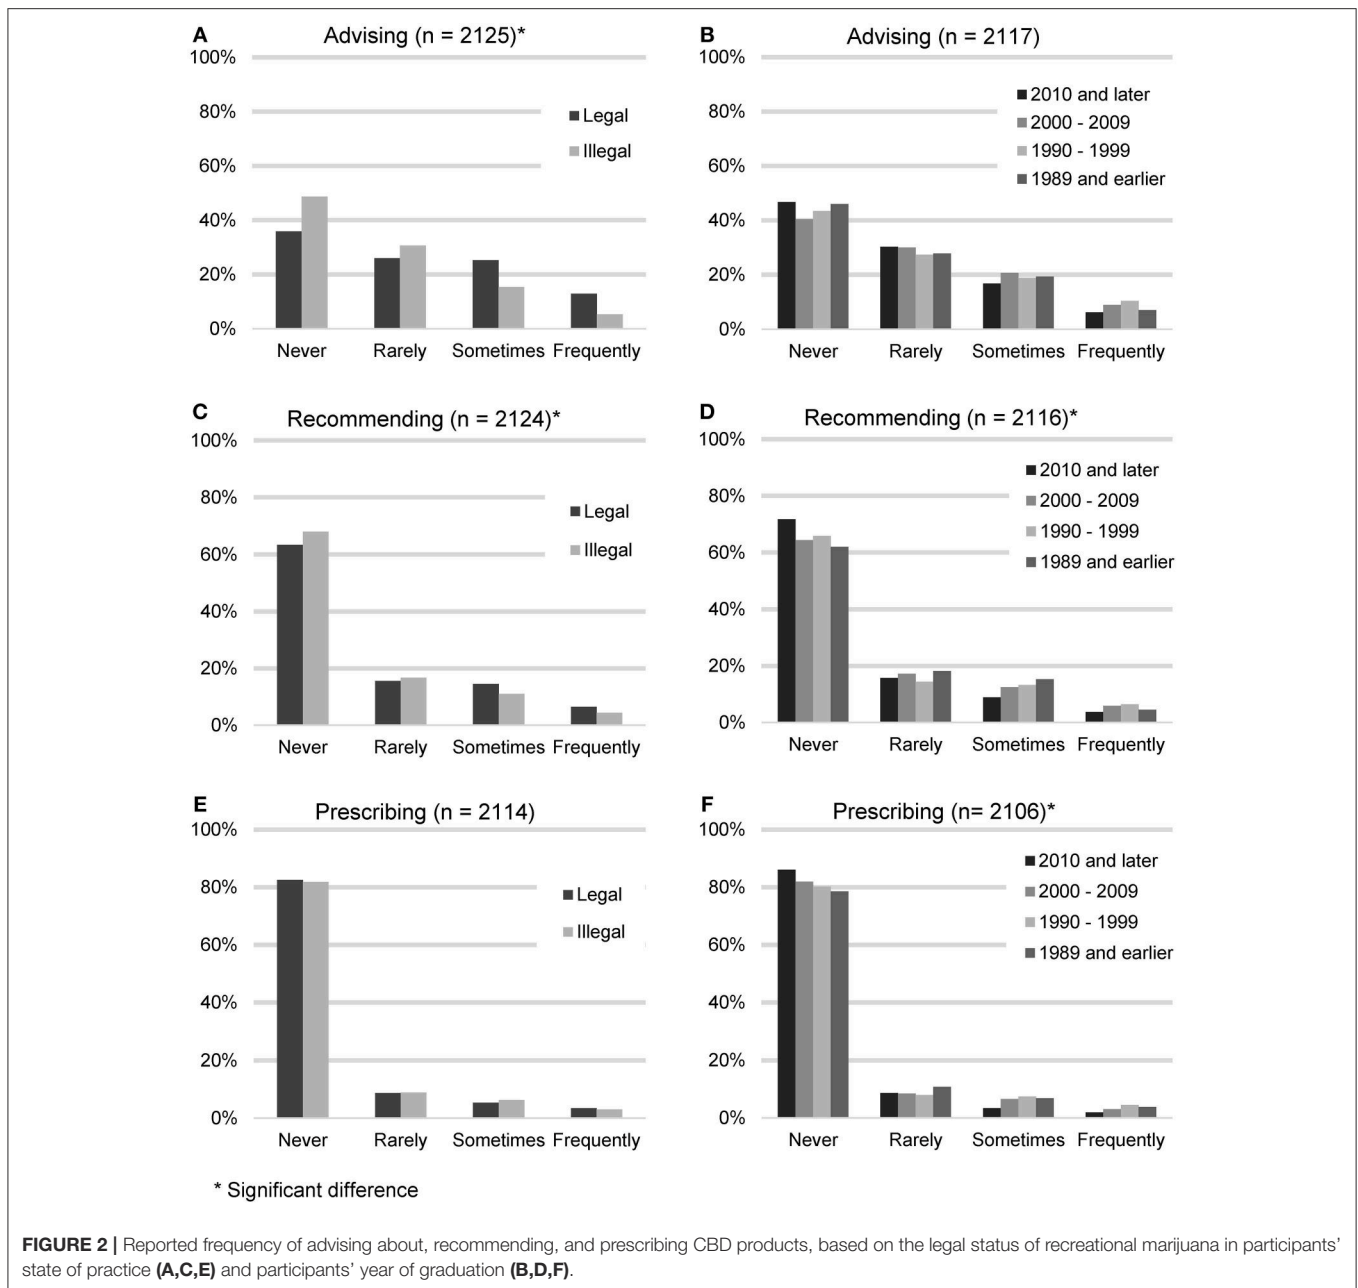 A
Advising (n = 2125)*
100%
80%
60%
40%
20%
0%
Legal
Illegal
Never Rarely Sometimes Frequently
B
Advising (n = 2117)
100%
80%
60%
40%
20%
0%
2010 and later
2000 - 2009
1990 - 1999
1989 and earlier
Never Rarely Sometimes Frequently
C
Recommending (n = 2124)*
100%
80%
60%
40%
20%
0%
Legal
Illegal
Never Rarely Sometimes Frequently
D
Recommending (n = 2116)*
100%
80%
60%
40%
20%
0%
2010 and later
2000 - 2009
1990 - 1999
1989 and earlier
Never Rarely Sometimes Frequently
E
Prescribing (n = 2114)
100%
80%
60%
40%
20%
0%
Legal
Illegal
Never Rarely Sometimes Frequently
F
Prescribing (n= 2106)*
100%
80%
60%
40%
20%
0%
2010 and later
2000 - 2009
1990 - 1999
1989 and earlier
Never Rarely Sometimes Frequently
* Significant difference
FIGURE 2 | Reported frequency of advising about, recommending, and prescribing CBD products, based on the legal status of recreational marijuana in participants’
state of practice (A,C,E) and participants’ year of graduation (B,D,F).